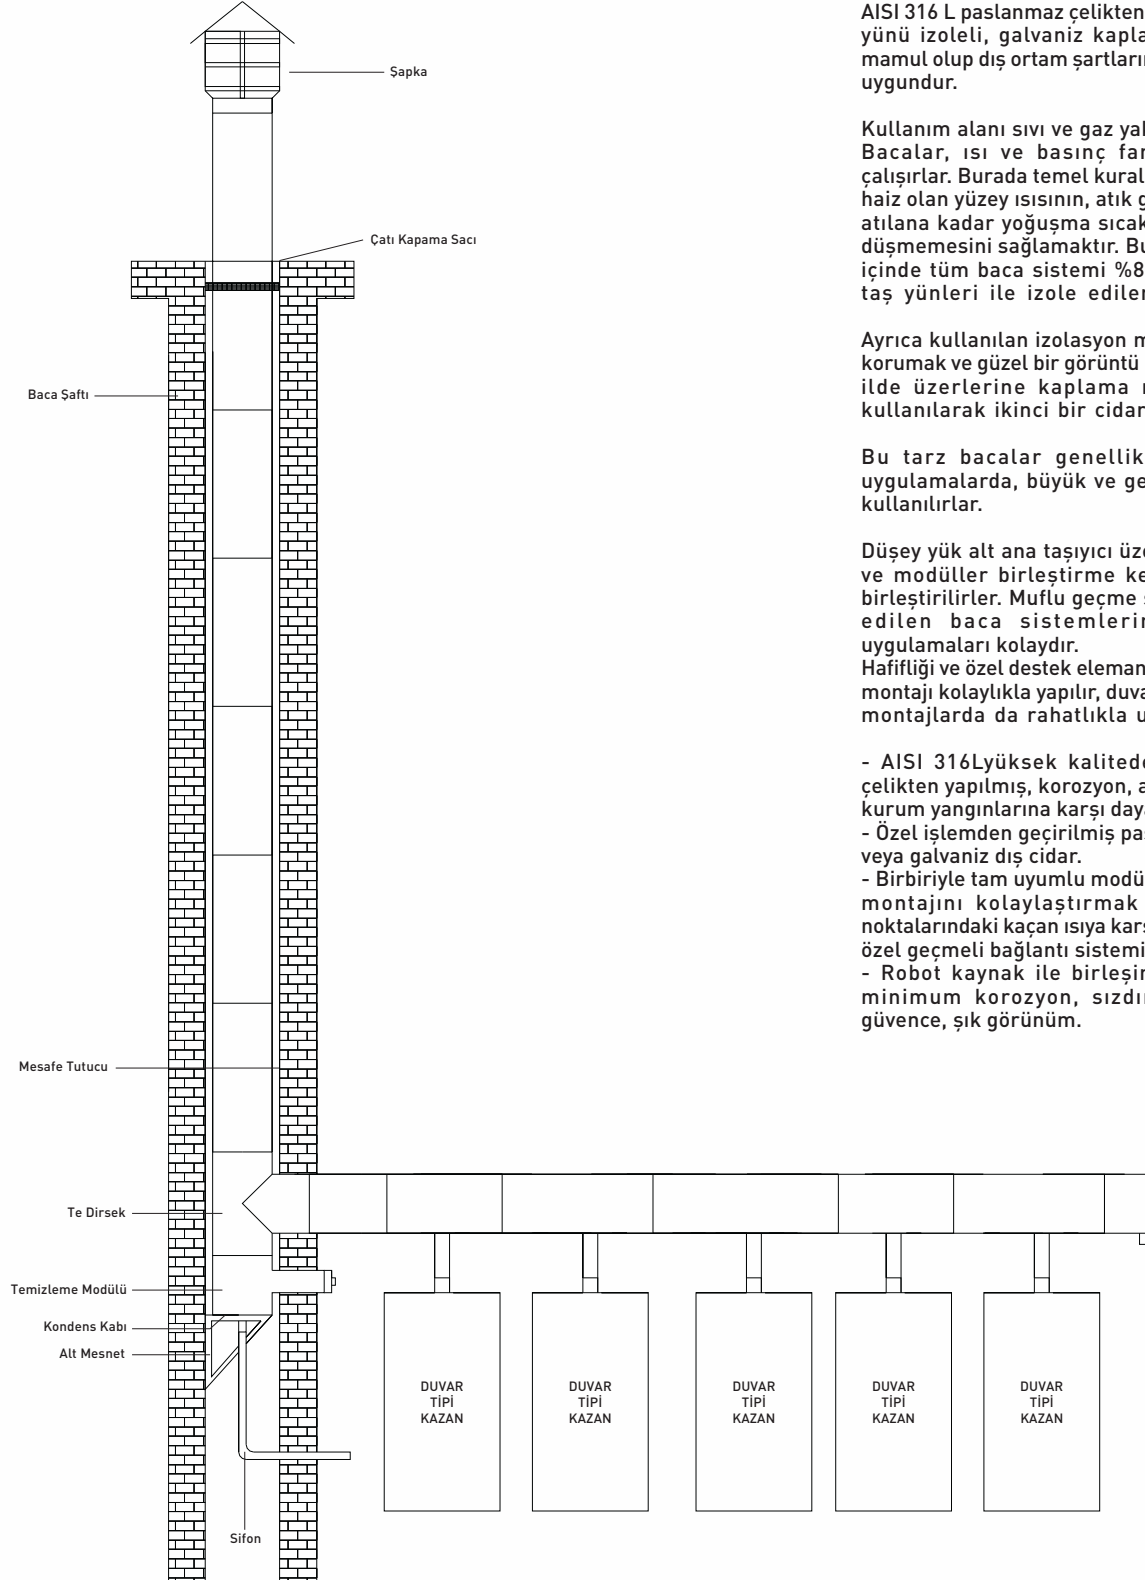 Şapka
Çatı Kapama Sacı
Baca Şaftı
Mesafe Tutucu
Te Dirsek
Temizleme Modülü
Kondens Kabı
Alt Mesnet
Sifon
DUVAR
TİPİ
KAZAN
DUVAR
TİPİ
KAZAN
DUVAR
TİPİ
KAZAN
DUVAR
TİPİ
KAZAN
DUVAR
TİPİ
KAZAN
AISI 316 L paslanmaz çelikten
yünü izoleli, galvaniz kapla
mamul olup dış ortam şartların
uygundur.
Kullanım alanı sıvı ve gaz yak
Bacalar, ısı ve basınç far
çalışırlar. Burada temel kural
haiz olan yüzey ısısının, atık g
atılana kadar yoğuşma sıcak
düşmemesini sağlamaktır. Bu
içinde tüm baca sistemi %8
taş yünleri ile izole ediler
Ayrıca kullanılan izolasyon m
korumak ve güzel bir görüntü
ilde üzerlerine kaplama
kullanılarak ikinci bir cidar
Bu tarz bacalar genellik
uygulamalarda, büyük ve ge
kullanılırlar.
Düşey yük alt ana taşıyıcı üze
ve modüller birleştirme ke
birleştirilirler. Muflu geçme s
edilen baca sistemlerin
uygulamaları kolaydır.
Hafifliği ve özel destek eleman
montajı kolaylıkla yapılır, duva
montajlarda da rahatlıkla u
- AISI 316Lyüksek kalitede
çelikten yapılmış, korozyon, a
kurum yangınlarına karşı daya
- Özel işlemden geçirilmiş pas
veya galvaniz dış cidar.
- Birbiriyle tam uyumlu modü
montajını kolaylaştırmak
noktalarındaki kaçan ısıya karş
özel geçmeli bağlantı sistemi
- Robot kaynak ile birleşin
minimum korozyon, sızdır
güvence, şık görünüm.